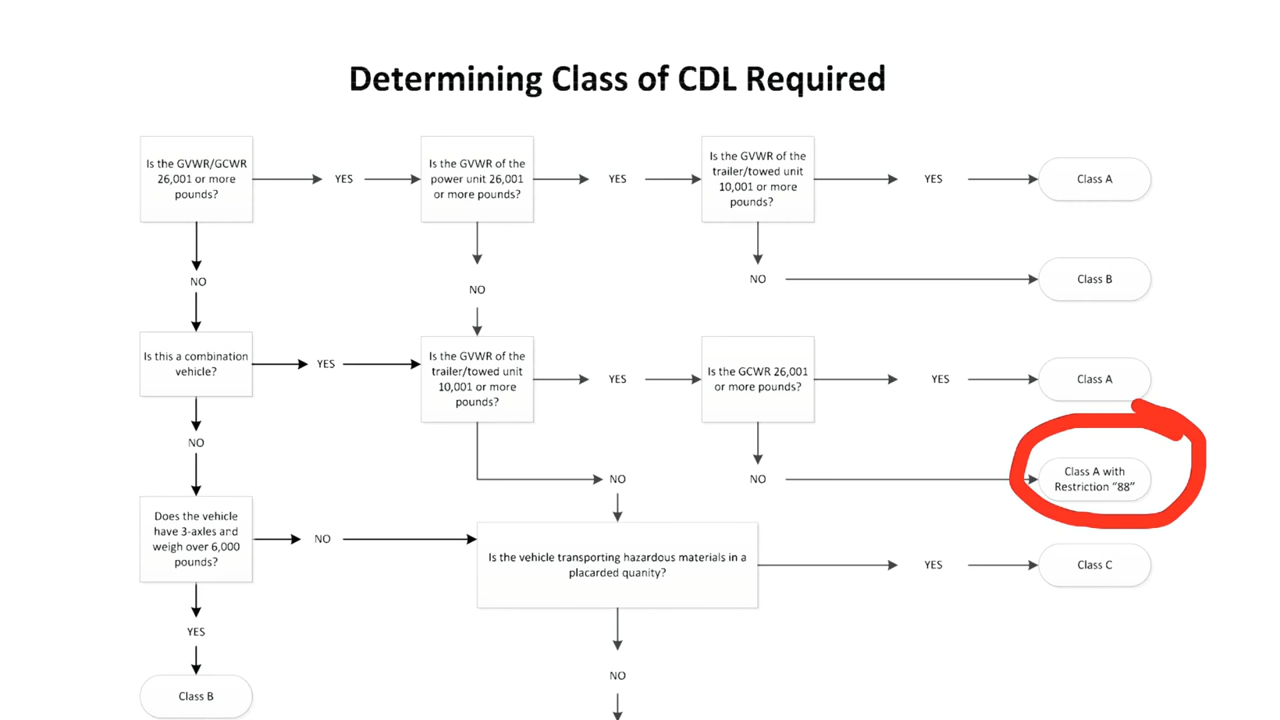 Determining Class of CDL Required
Is the GVWR/GCWR
26,001 or more
pounds?
YES
Is the GVWR of the
power unit 26,001
or more pounds?
YES
Is the GVWR of the
trailer/towed unit
10,001 or more
pounds?
YES
Class A
NO
NO
NO
Class B
Is this a combination
vehicle?
YES
Is the GVWR of the
trailer/towed unit
10,001 or more
pounds?
YES
Is the GCWR 26,001
or more pounds?
YES
Class A
NO
NO
NO
Class A with
Restriction “88”
Does the vehicle
have 3-axles and
weigh over 6,000
pounds?
NO
Is the vehicle transporting hazardous materials in a
placarded quanity?
YES
Class C
YES
NO
Class B